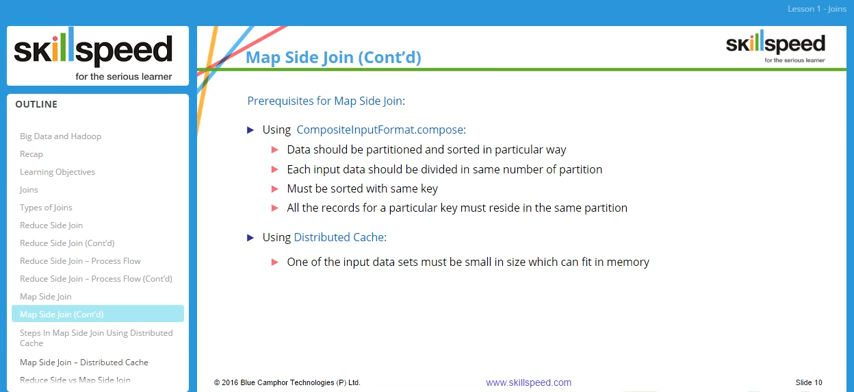 Lesson 1 - Joins
skillspeed
for the serious learner
OUTLINE
Big Data and Hadoop
Recap
Learning Objectives
Joins
Types of Joins
Reduce Side Join
Reduce Side Join (Cont'd)
Reduce Side Join – Process Flow
Reduce Side Join – Process Flow (Cont'd)
Map Side Join
Map Side Join (Cont'd)
Steps In Map Side Join Using Distributed
Cache
Map Side Join – Distributed Cache
Reduce Side vs Map Side Join
Map Side Join (Cont'd)
skillspeed
for the serious learner
Prerequisites for Map Side Join:
Using CompositeInputFormat.compose:
Data should be partitioned and sorted in particular way
Each input data should be divided in same number of partition
Must be sorted with same key
All the records for a particular key must reside in the same partition
Using Distributed Cache:
One of the input data sets must be small in size which can fit in memory
© 2016 Blue Camphor Technologies (P) Ltd.
www.skillspeed.com
Slide 10